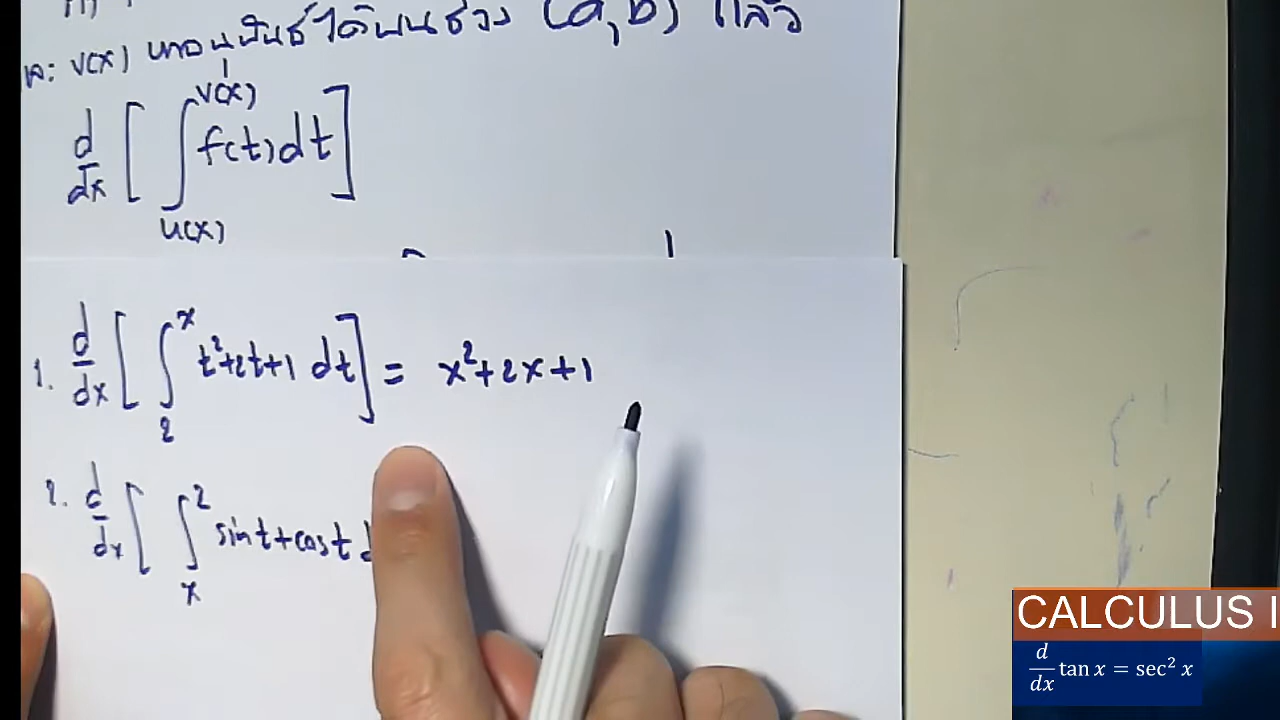 และ v(x) หาอนุพันธ์ได้บนช่วง (a,b) แล้ว
d/dx [ ∫_{u(x)}^{v(x)} f(t)dt ]
1. d/dx [ ∫_2^x t²+2t+1 dt ] = x²+2x+1
2. d/dx [ ∫_x^2 sint+cost d
CALCULUS I
d/dx tan x = sec² x